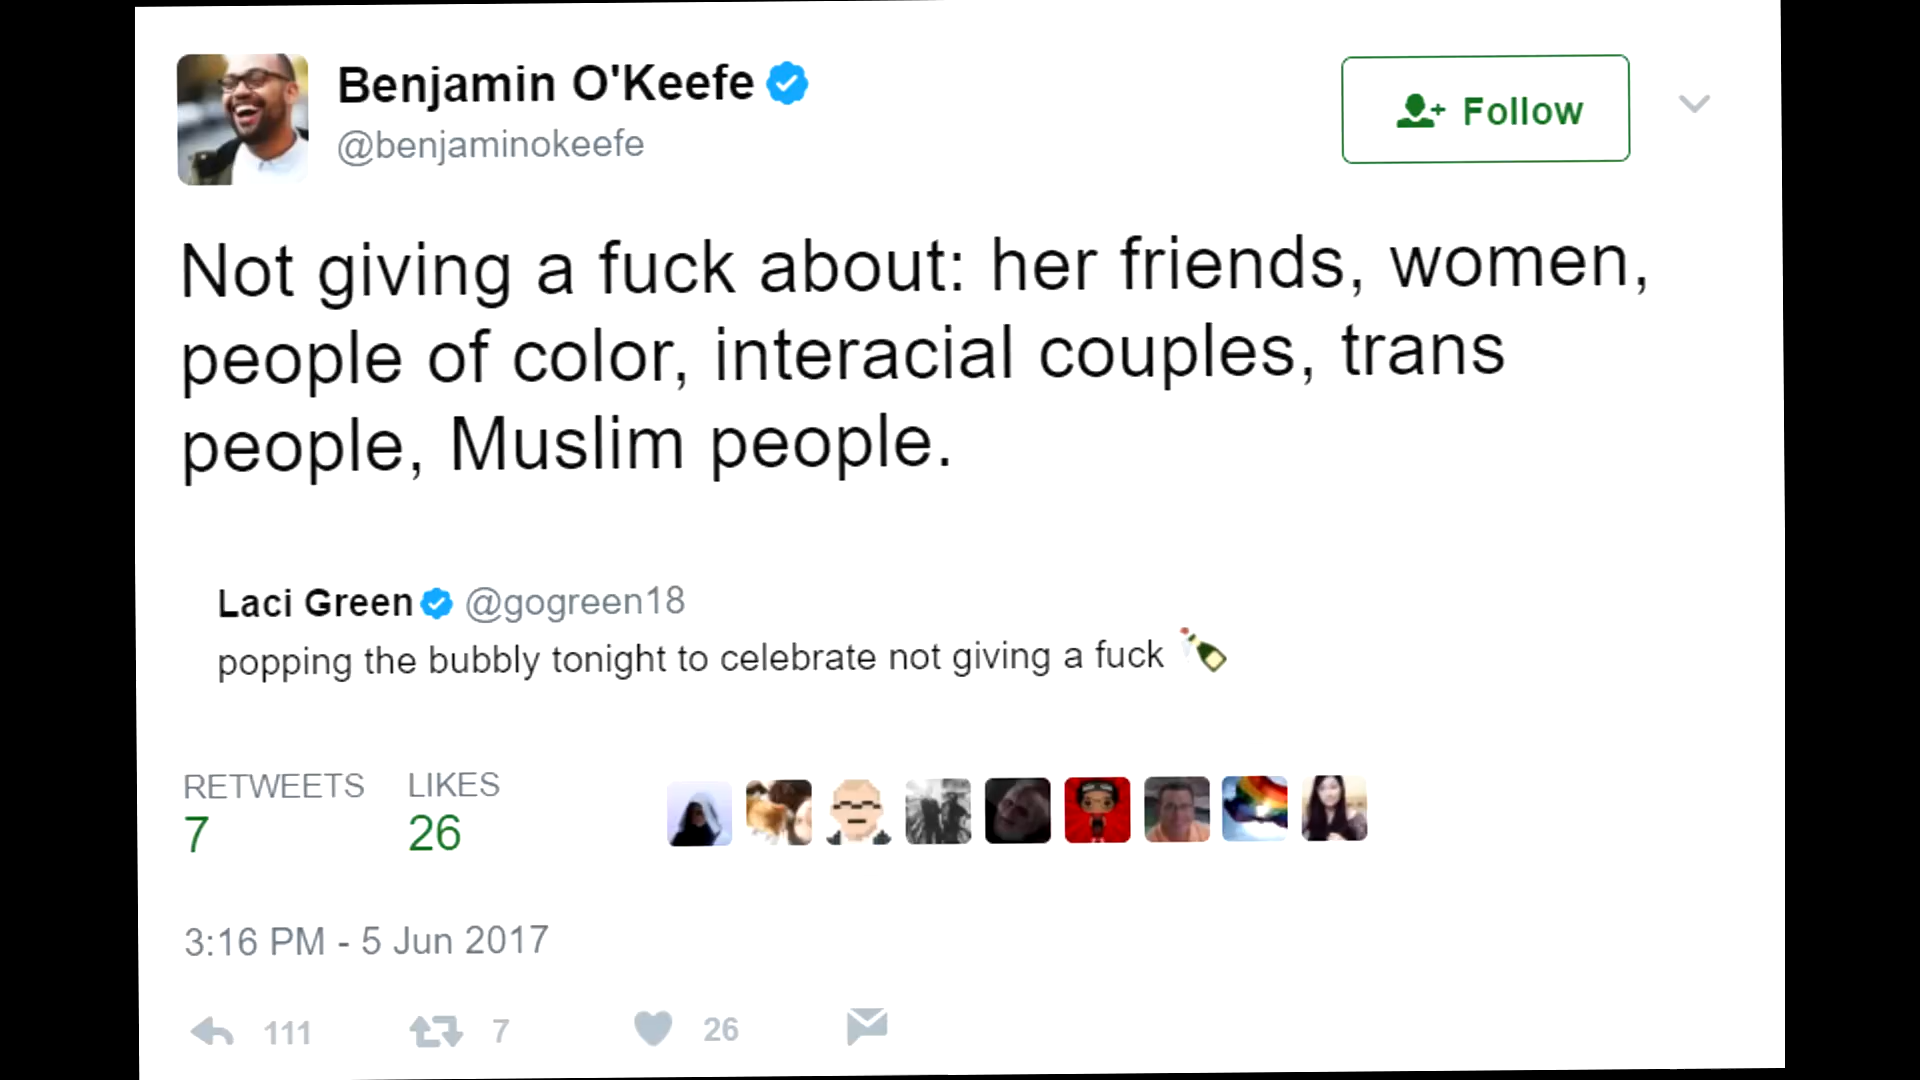 Benjamin O'Keefe
@benjaminokeefe
Follow
Not giving a fuck about: her friends, women,
people of color, interacial couples, trans
people, Muslim people.
Laci Green @gogreen18
popping the bubbly tonight to celebrate not giving a fuck
RETWEETS LIKES
7 26
3:16 PM - 5 Jun 2017
111 7 26